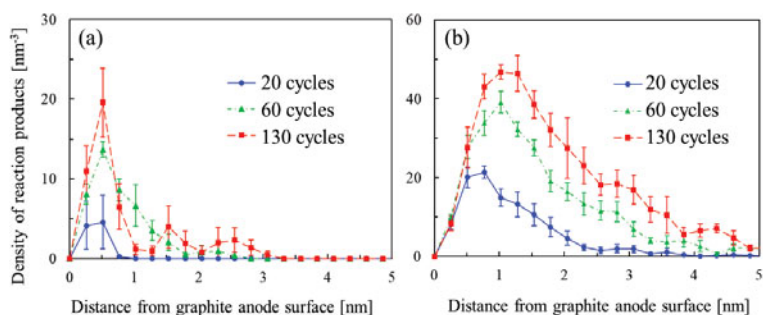 Density of reaction products [nm⁻³]
30
20
10
0
(a)
20 cycles
60 cycles
130 cycles
0 1 2 3 4 5
Distance from graphite anode surface [nm]
60
40
20
0
(b)
20 cycles
60 cycles
130 cycles
0 1 2 3 4 5
Distance from graphite anode surface [nm]